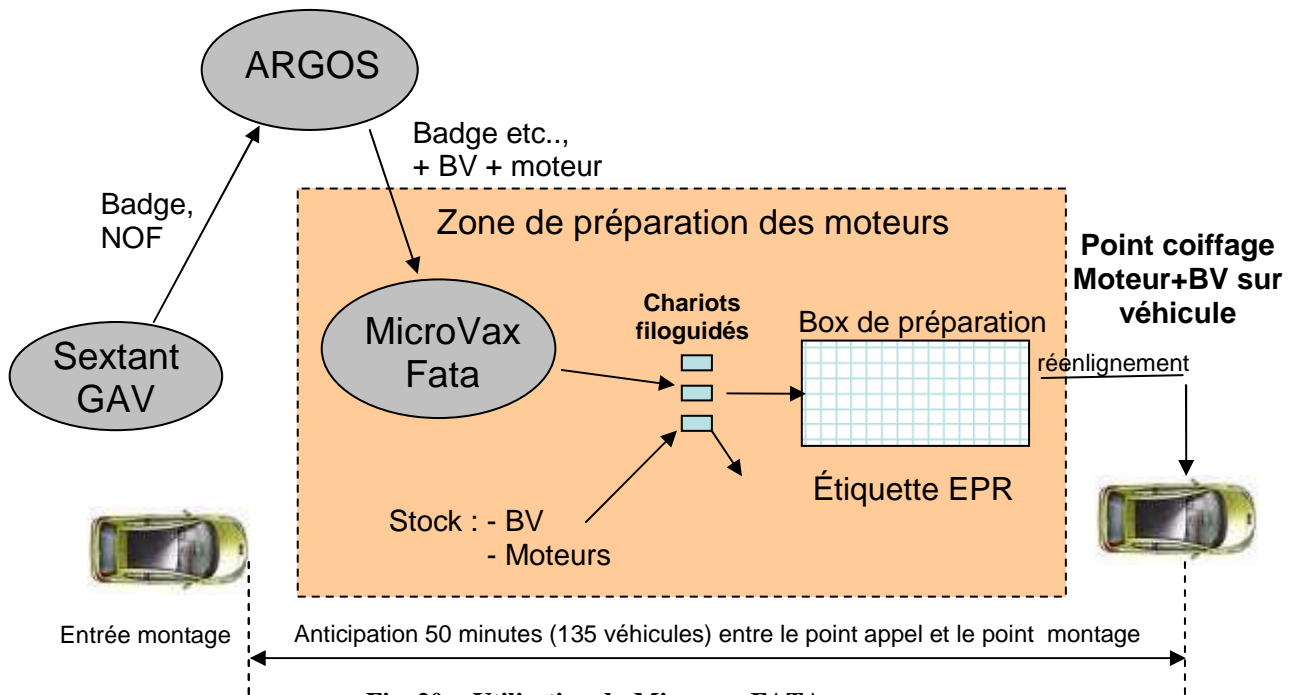 ARGOS
Badge etc..,
+ BV + moteur
Badge,
NOF
Zone de préparation des moteurs
Point coiffage
Moteur+BV sur
véhicule
MicroVax
Fata
Chariots
filoguidés
Box de préparation
réenlignement
Sextant
GAV
Étiquette EPR
Stock : - BV
- Moteurs
Entrée montage
Anticipation 50 minutes (135 véhicules) entre le point appel et le point montage